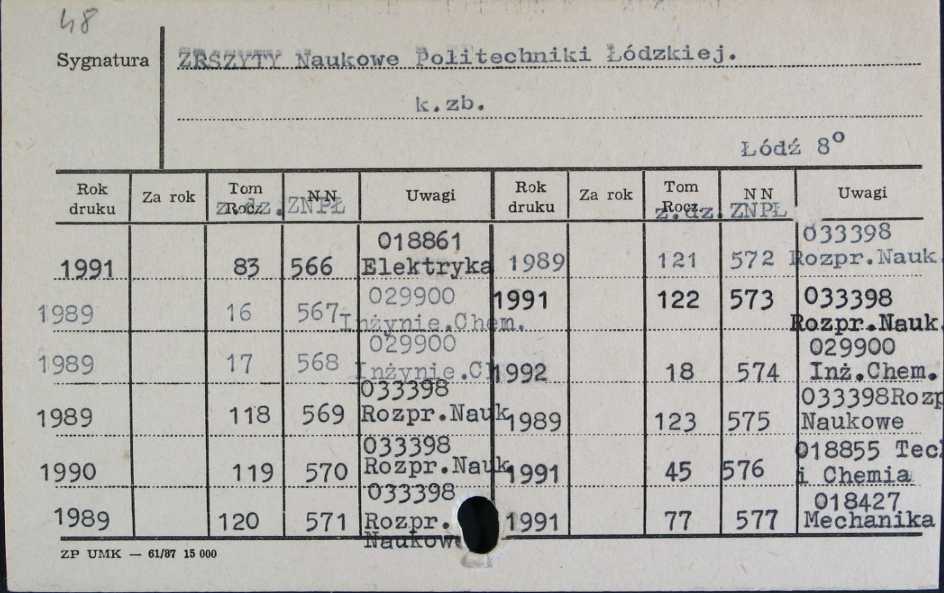 48
Sygnatura ZESZYTY Naukowe Politechniki Łódzkiej.
k.zb.
Łódź 8°
Rok druku Za rok Tom Rocz. NN Uwagi Rok druku Za rok Tom Rocz. NN Uwagi
z.dz. ZNPŁ z.dz. ZNPŁ
1991 83 566 018861 Elektryka 1989 121 572 033398 Rozpr.Nauk.
1989 16 567 029900 Inżynie.Chem. 1991 122 573 033398 Rozpr.Nauk.
1989 17 568 029900 Inżynie.Ch 1992 18 574 029900 Inż.Chem.
1989 118 569 033398 Rozpr.Nauk 1989 123 575 033398Rozp Naukowe
1990 119 570 033398 Rozpr.Nauk 1991 45 576 018855 Tech i Chemia
1989 120 571 033398 Rozpr. Naukow 1991 77 577 018427 Mechanika
ZP UMK — 61/87 15 000